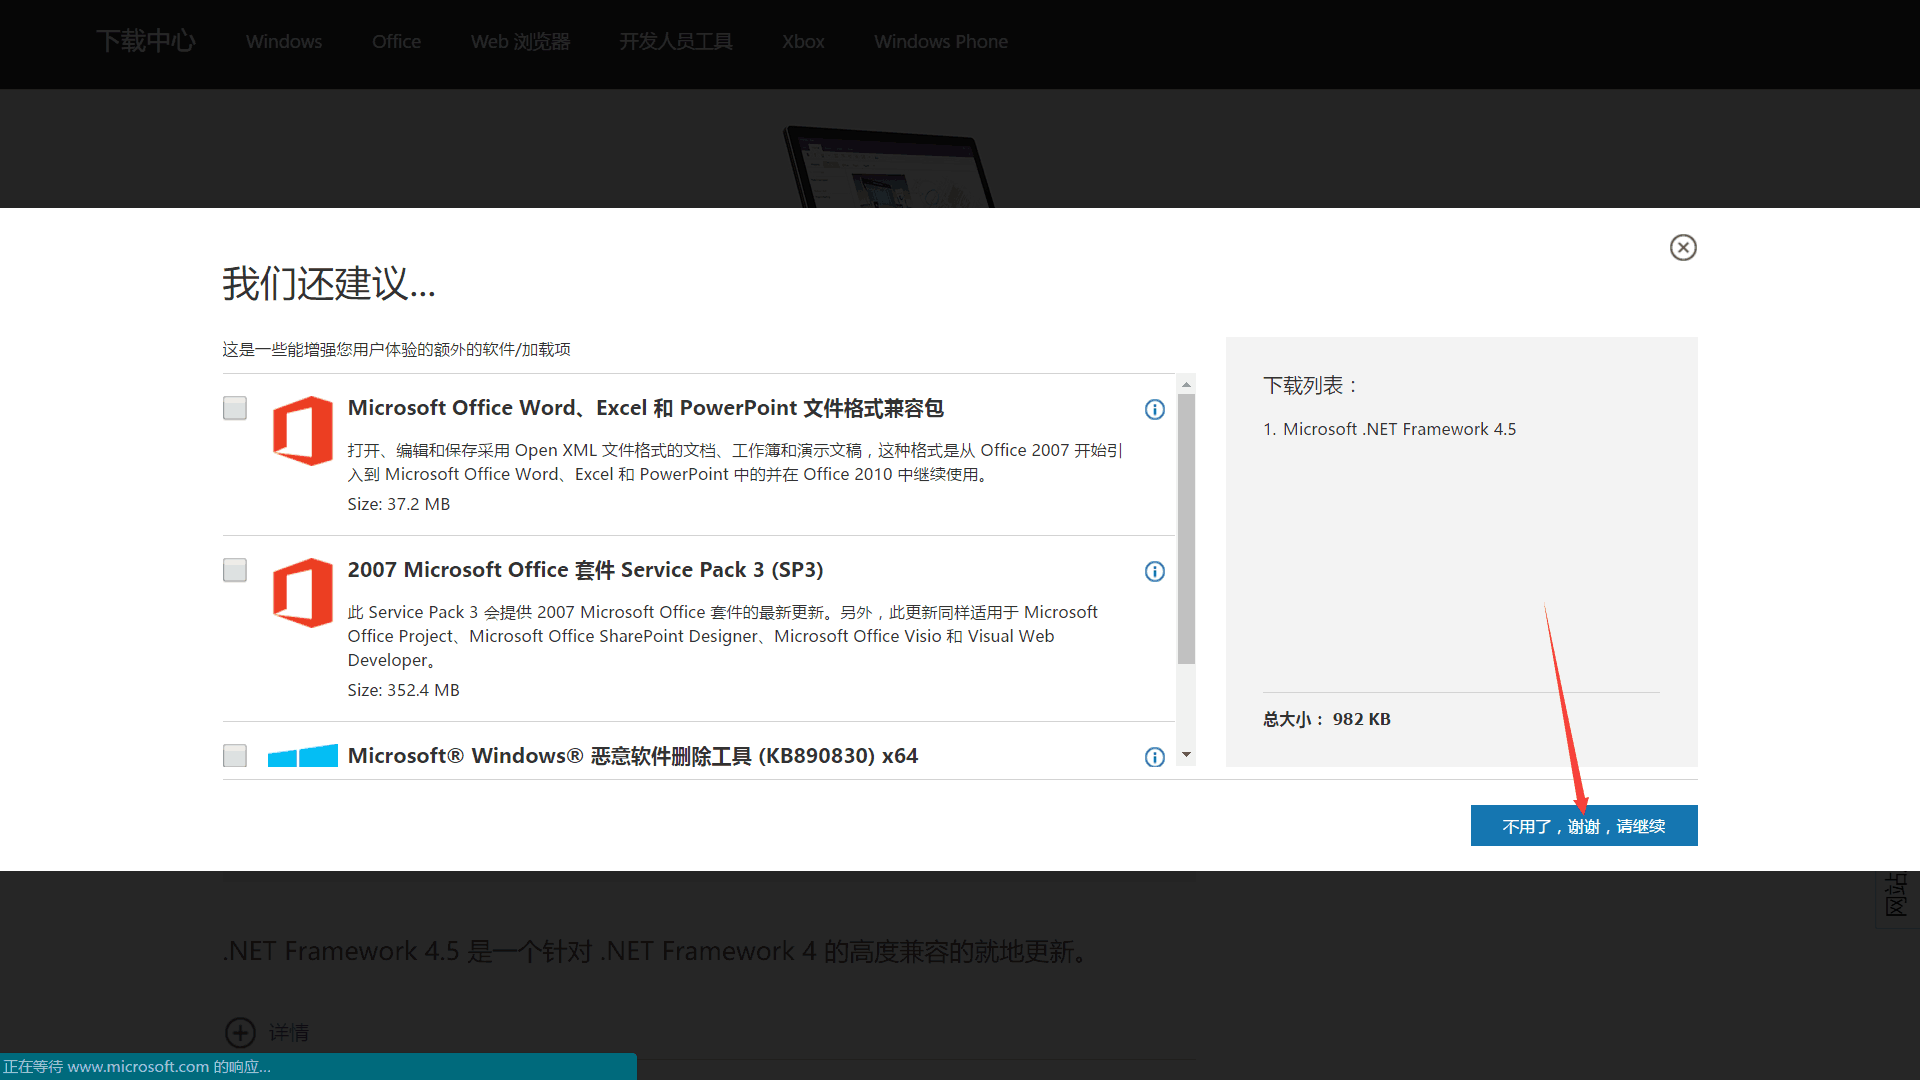 下载中心 Windows Office Web 浏览器 开发人员工具 Xbox Windows Phone
我们还建议...
这是一些能增强您用户体验的额外的软件/加载项
Microsoft Office Word、Excel 和 PowerPoint 文件格式兼容包
打开、编辑和保存采用 Open XML 文件格式的文档、工作簿和演示文稿，这种格式是从 Office 2007 开始引
入到 Microsoft Office Word、Excel 和 PowerPoint 中的并在 Office 2010 中继续使用。
Size: 37.2 MB
2007 Microsoft Office 套件 Service Pack 3 (SP3)
此 Service Pack 3 会提供 2007 Microsoft Office 套件的最新更新。另外，此更新同样适用于 Microsoft
Office Project、Microsoft Office SharePoint Designer、Microsoft Office Visio 和 Visual Web
Developer。
Size: 352.4 MB
Microsoft® Windows® 恶意软件删除工具 (KB890830) x64
下载列表：
1. Microsoft .NET Framework 4.5
总大小： 982 KB
不用了，谢谢，请继续
网站
.NET Framework 4.5 是一个针对 .NET Framework 4 的高度兼容的就地更新。
详情
正在等待 www.microsoft.com 的响应...